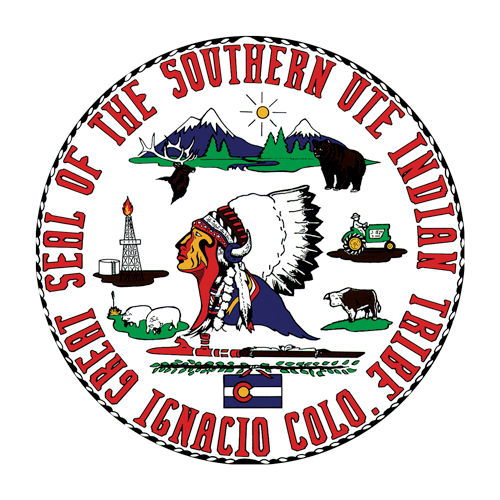 GREAT SEAL OF THE SOUTHERN UTE INDIAN TRIBE.
IGNACIO COLO.